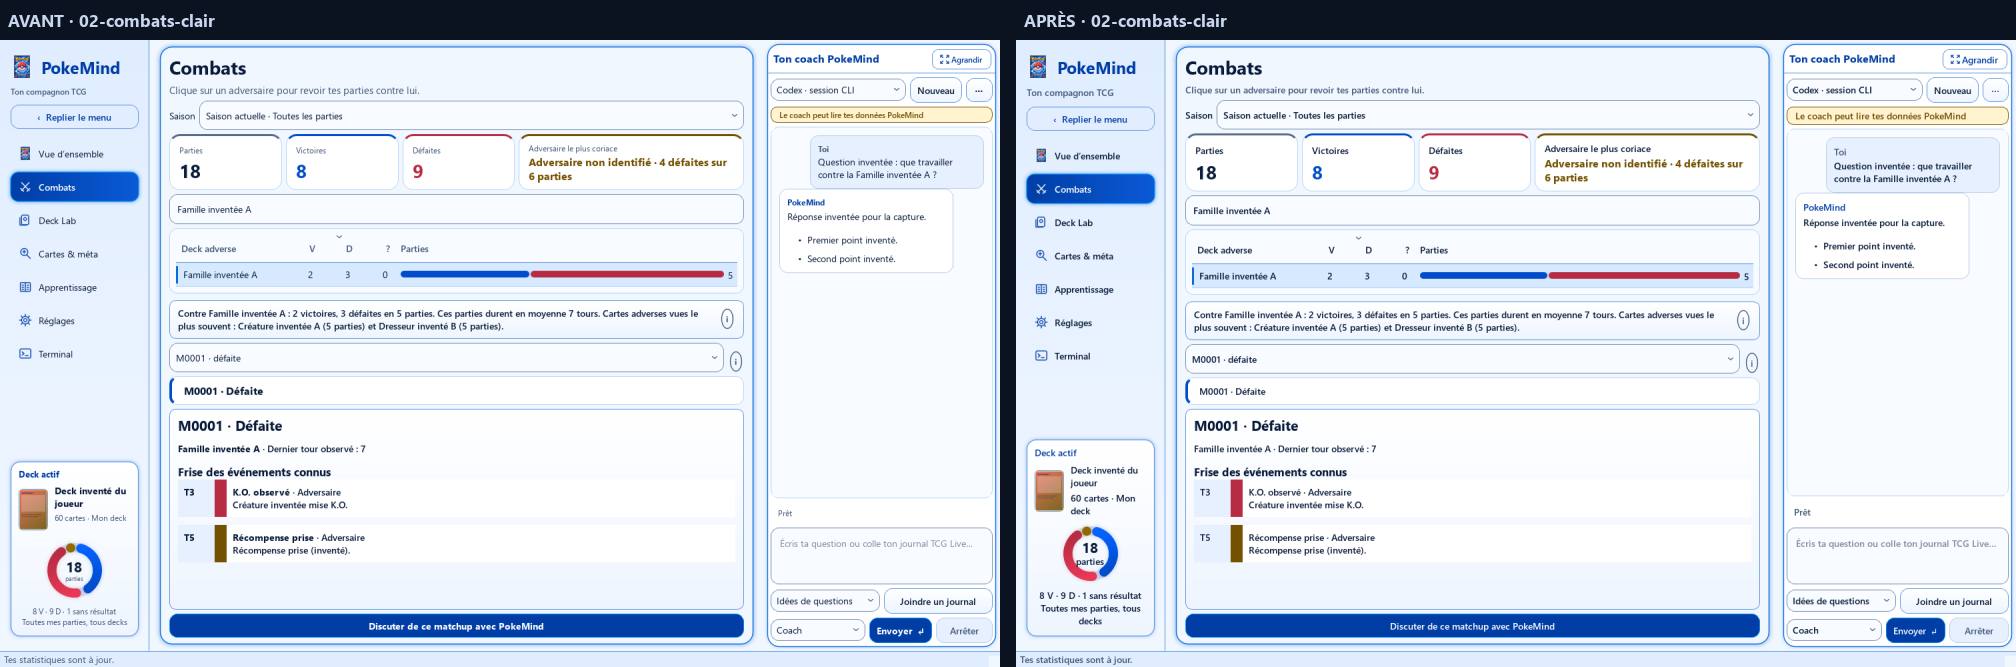 AVANT · 02-combats-clair
PokeMind
Ton compagnon TCG
‹ Replier le menu
Vue d'ensemble
Combats
Deck Lab
Cartes & méta
Apprentissage
Réglages
Terminal
Deck actif
Deck inventé du
joueur
60 cartes · Mon deck
18
parties
8 V · 9 D · 1 sans résultat
Toutes mes parties, tous decks
Combats
Clique sur un adversaire pour revoir tes parties contre lui.
Saison
Saison actuelle · Toutes les parties
Parties
18
Victoires
8
Défaites
9
Adversaire le plus coriace
Adversaire non identifié · 4 défaites sur
6 parties
Famille inventée A
Deck adverse V D ? Parties
Famille inventée A 2 3 0 5
Contre Famille inventée A : 2 victoires, 3 défaites en 5 parties. Ces parties durent en moyenne 7 tours. Cartes adverses vues le
plus souvent : Créature inventée A (5 parties) et Dresseur inventé B (5 parties).
i
M0001 · défaite
i
M0001 · Défaite
M0001 · Défaite
Famille inventée A · Dernier tour observé : 7
Frise des événements connus
T3
K.O. observé · Adversaire
Créature inventée mise K.O.
T5
Récompense prise · Adversaire
Récompense prise (inventé).
Discuter de ce matchup avec PokeMind
Ton coach PokeMind
Agrandir
Codex · session CLI
Nouveau
...
Le coach peut lire tes données PokeMind
Toi
Question inventée : que travailler
contre la Famille inventée A ?
PokeMind
Réponse inventée pour la capture.
• Premier point inventé.
• Second point inventé.
Prêt
Écris ta question ou colle ton journal TCG Live...
Idées de questions
Joindre un journal
Coach
Envoyer ↲
Arrêter
Tes statistiques sont à jour.
APRÈS · 02-combats-clair
PokeMind
Ton compagnon TCG
‹ Replier le menu
Vue d'ensemble
Combats
Deck Lab
Cartes & méta
Apprentissage
Réglages
Terminal
Deck actif
Deck inventé du
joueur
60 cartes · Mon
deck
18
parties
8 V · 9 D · 1 sans résultat
Toutes mes parties, tous
decks
Combats
Clique sur un adversaire pour revoir tes parties contre lui.
Saison
Saison actuelle · Toutes les parties
Parties
18
Victoires
8
Défaites
9
Adversaire le plus coriace
Adversaire non identifié · 4 défaites sur
6 parties
Famille inventée A
Deck adverse V D ? Parties
Famille inventée A 2 3 0 5
Contre Famille inventée A : 2 victoires, 3 défaites en 5 parties. Ces parties durent en moyenne 7 tours. Cartes adverses vues le
plus souvent : Créature inventée A (5 parties) et Dresseur inventé B (5 parties).
i
M0001 · défaite
i
M0001 · Défaite
M0001 · Défaite
Famille inventée A · Dernier tour observé : 7
Frise des événements connus
T3
K.O. observé · Adversaire
Créature inventée mise K.O.
T5
Récompense prise · Adversaire
Récompense prise (inventé).
Discuter de ce matchup avec PokeMind
Ton coach PokeMind
Agrandir
Codex · session CLI
Nouveau
...
Le coach peut lire tes données PokeMind
Toi
Question inventée : que travailler
contre la Famille inventée A ?
PokeMind
Réponse inventée pour la capture.
• Premier point inventé.
• Second point inventé.
Prêt
Écris ta question ou colle ton journal TCG Live...
Idées de questions
Joindre un journal
Coach
Envoyer ↲
Arrêter
Tes statistiques sont à jour.